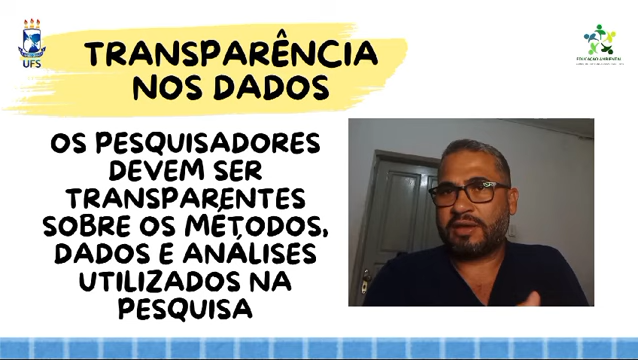 UFS
TRANSPARÊNCIA
NOS DADOS
EDUCAÇÃO AMBIENTAL
OS PESQUISADORES
DEVEM SER
TRANSPARENTES
SOBRE OS MÉTODOS,
DADOS E ANÁLISES
UTILIZADOS NA
PESQUISA